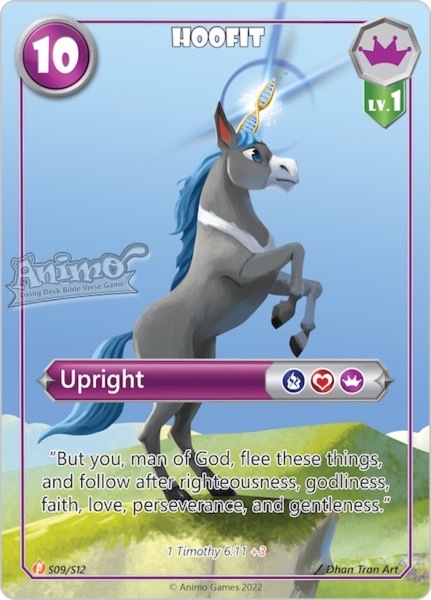 HOOFIT
10
LV.1
Animo
Living Deck Bible Verse Game
Upright
"But you, man of God, flee these things,
and follow after righteousness, godliness,
faith, love, perseverance, and gentleness."
1 Timothy 6:11 +3
S09/S12
Dhan Tran Art
© Animo Games 2022